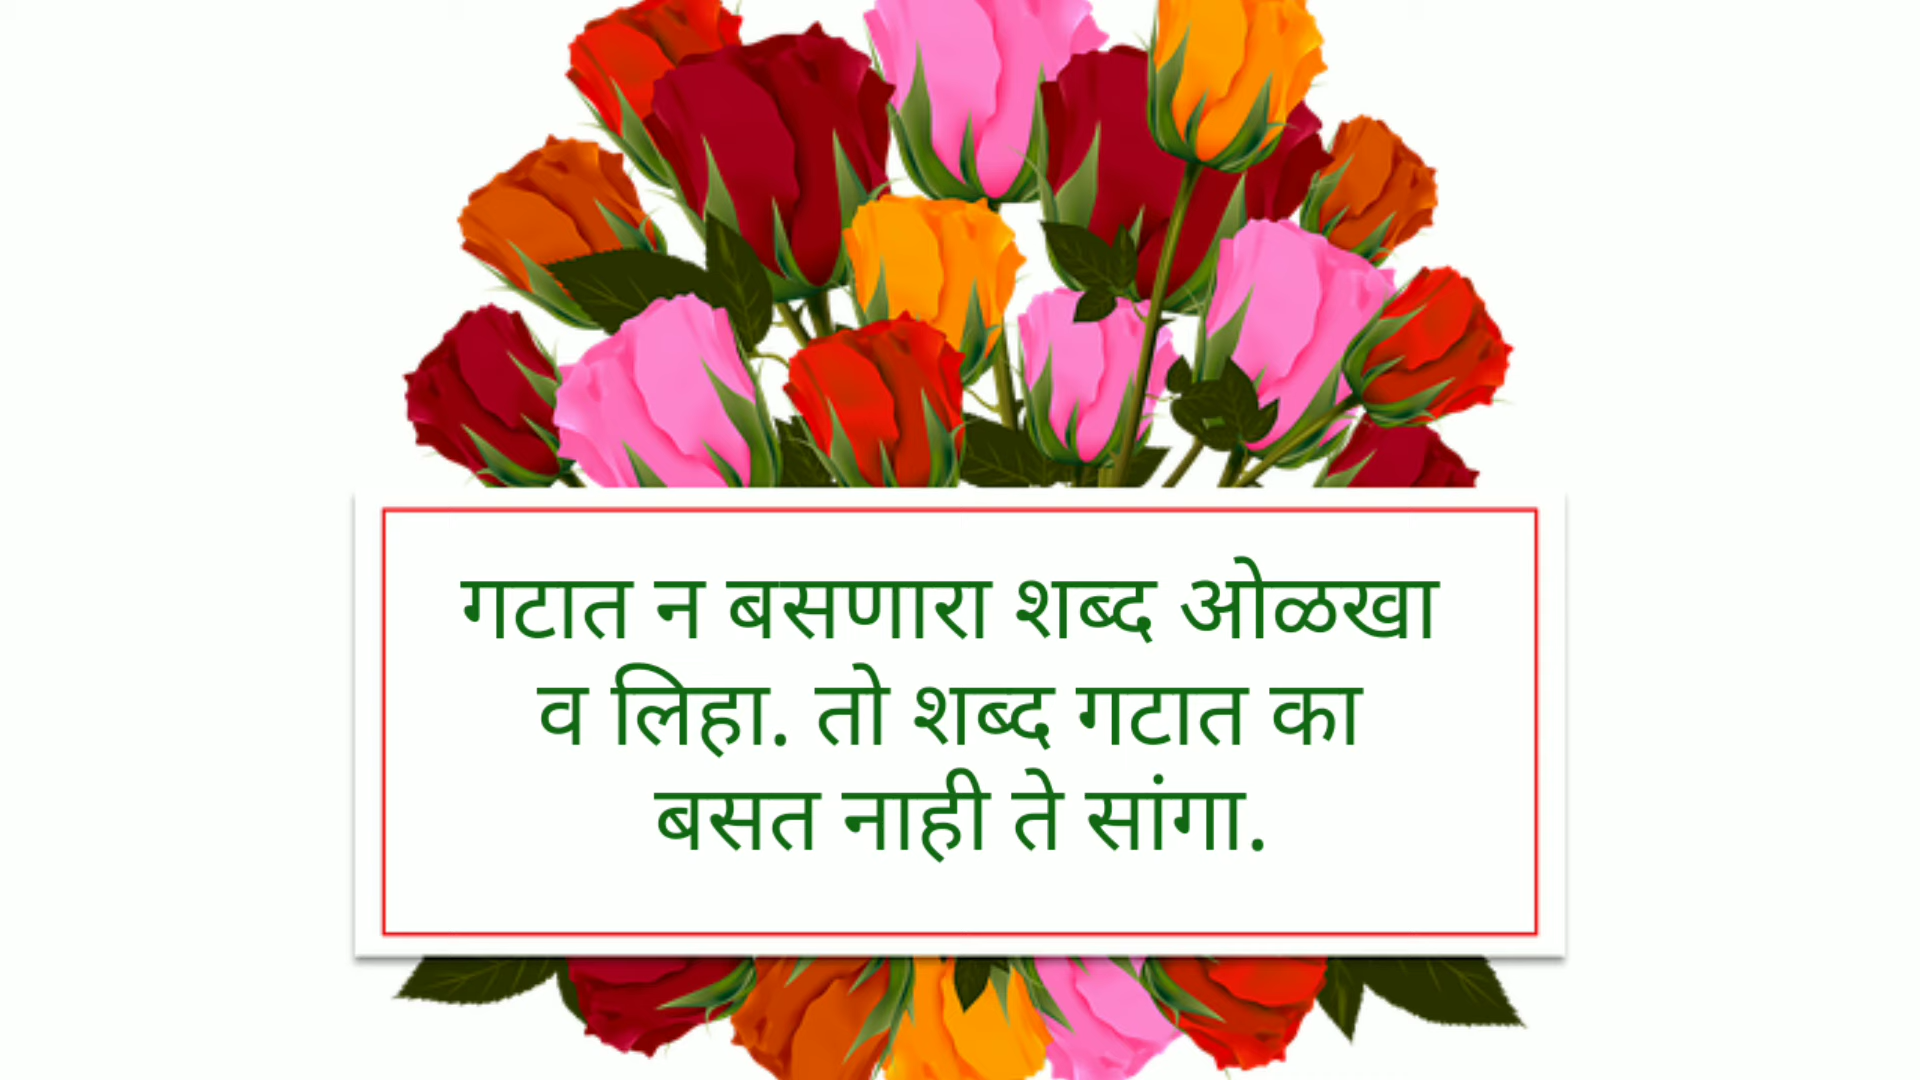 गटात न बसणारा शब्द ओळखा
व लिहा. तो शब्द गटात का
बसत नाही ते सांगा.